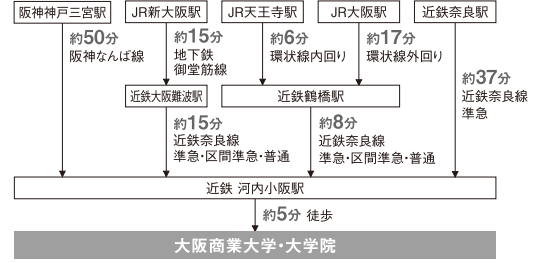 阪神神戸三宮駅
JR新大阪駅
JR天王寺駅
JR大阪駅
近鉄奈良駅
約50分
阪神なんば線
約15分
地下鉄
御堂筋線
約6分
環状線内回り
約17分
環状線外回り
約37分
近鉄奈良線
準急
近鉄大阪難波駅
近鉄鶴橋駅
約15分
近鉄奈良線
準急・区間準急・普通
約8分
近鉄奈良線
準急・区間準急・普通
近鉄 河内小阪駅
約5分 徒歩
大阪商業大学・大学院